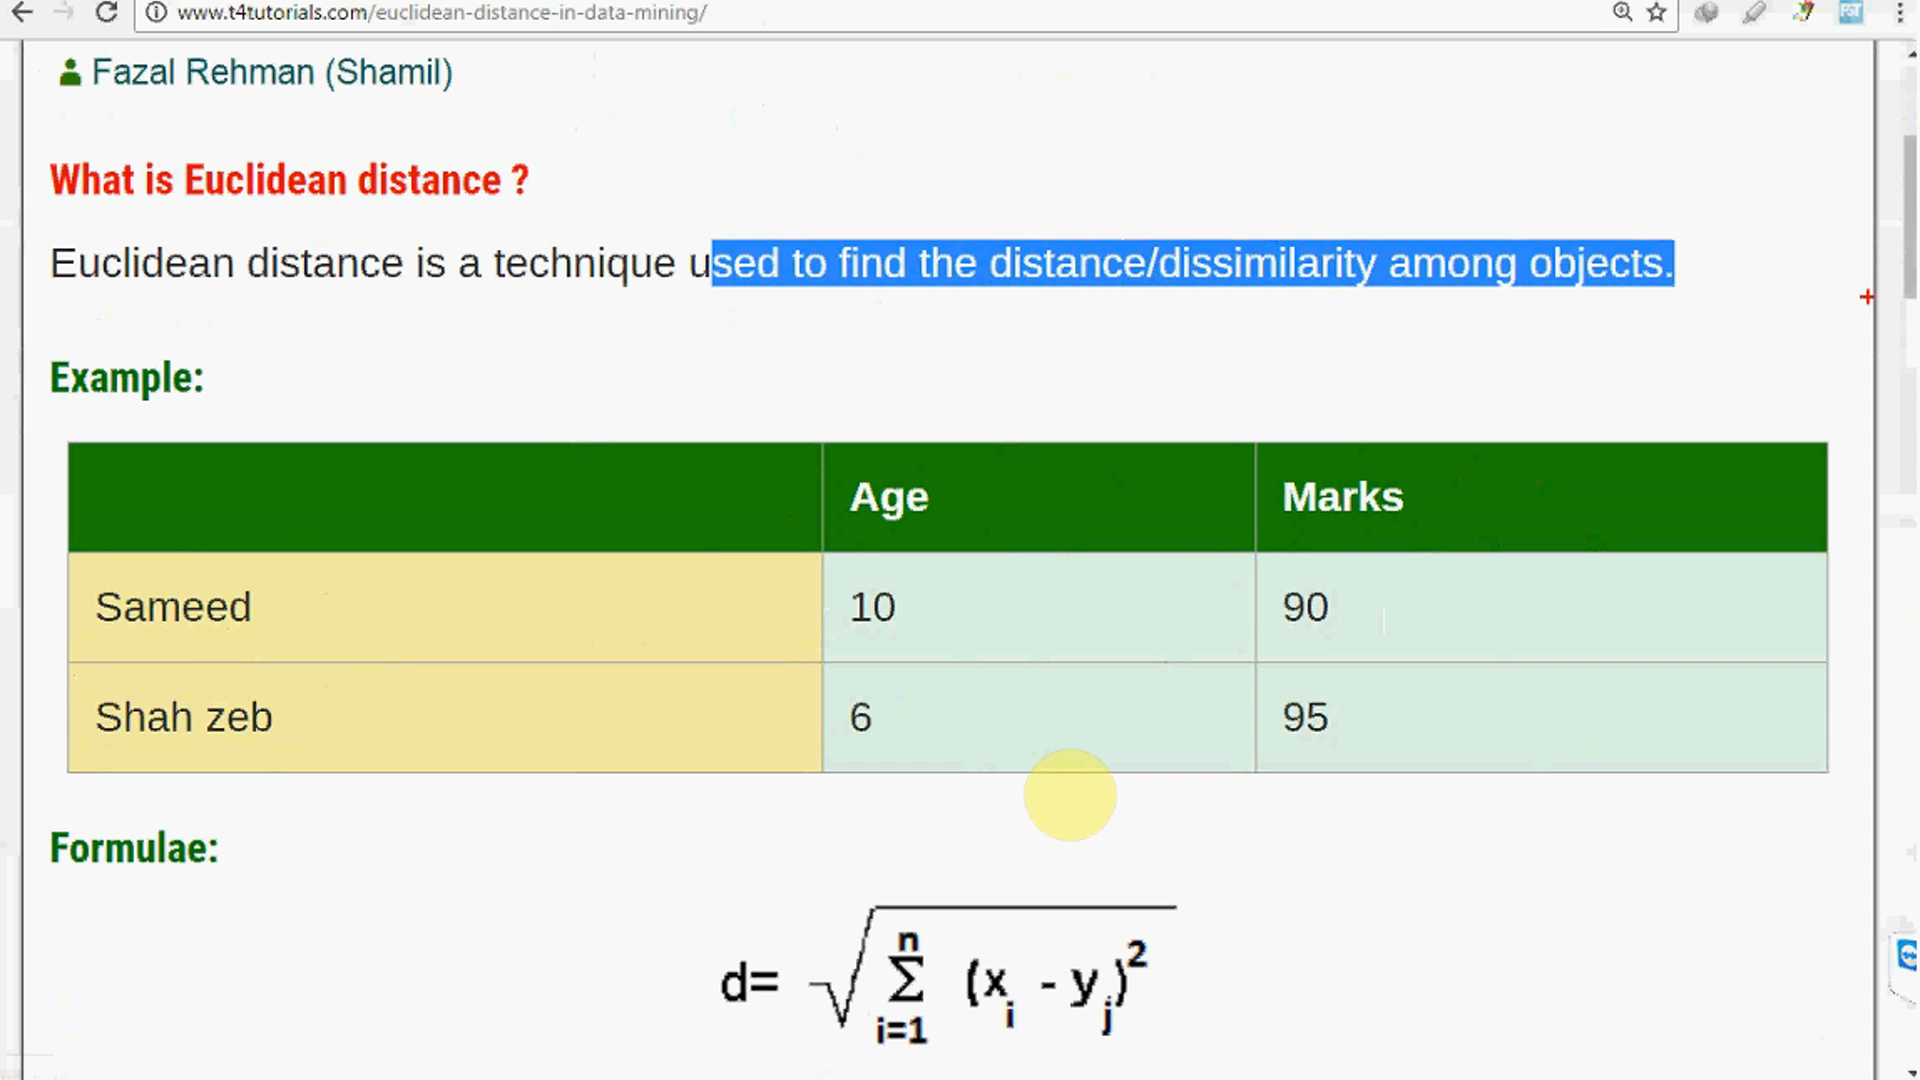 www.t4tutorials.com/euclidean-distance-in-data-mining/
Fazal Rehman (Shamil)
What is Euclidean distance ?
Euclidean distance is a technique used to find the distance/dissimilarity among objects.
Example:
Age Marks
Sameed 10 90
Shah zeb 6 95
Formulae:
d= √ n Σ i=1 (x i - y j)²